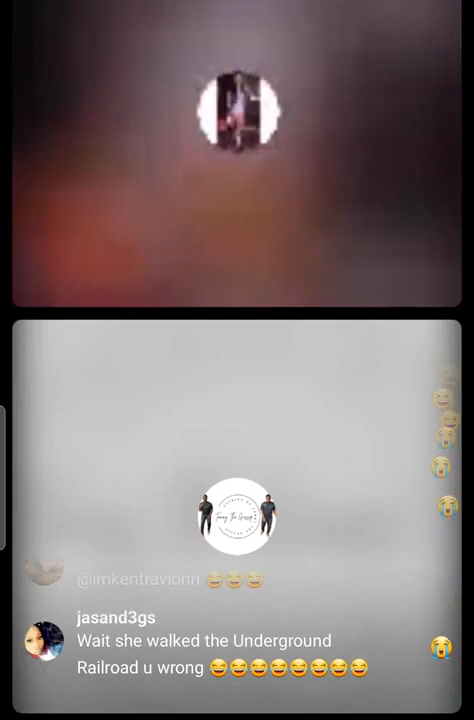 @imkentravionn 😂😂😂
jasand3gs
Wait she walked the Underground
Railroad u wrong 😂😂😂😂😂😂😂😂